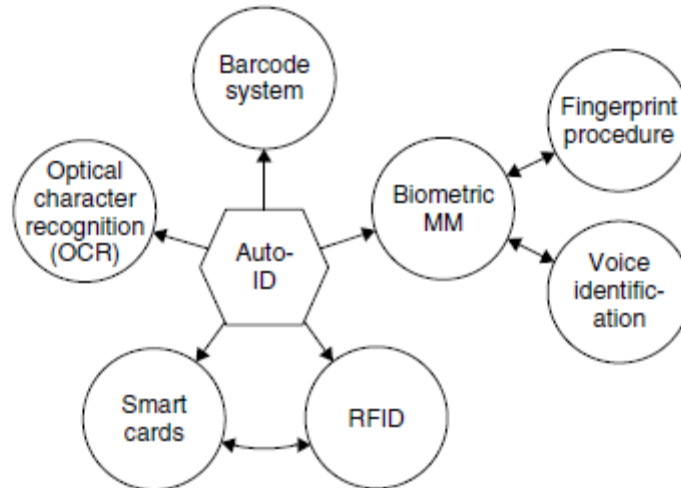 Barcode
system
Fingerprint
procedure
Optical
character
recognition
(OCR)
Biometric
MM
Auto-
ID
Voice
identific-
ation
Smart
cards
RFID